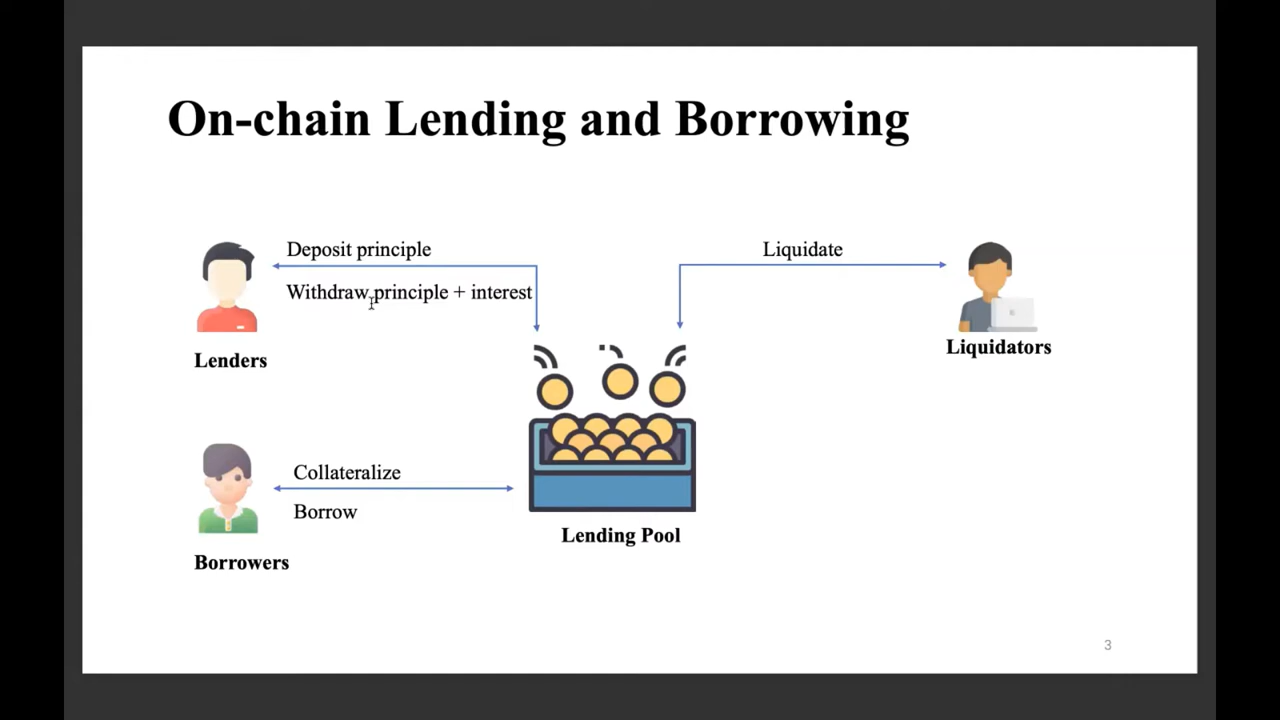 On-chain Lending and Borrowing
Deposit principle
Withdraw principle + interest
Lenders
Liquidate
Liquidators
Collateralize
Borrow
Borrowers
Lending Pool
3